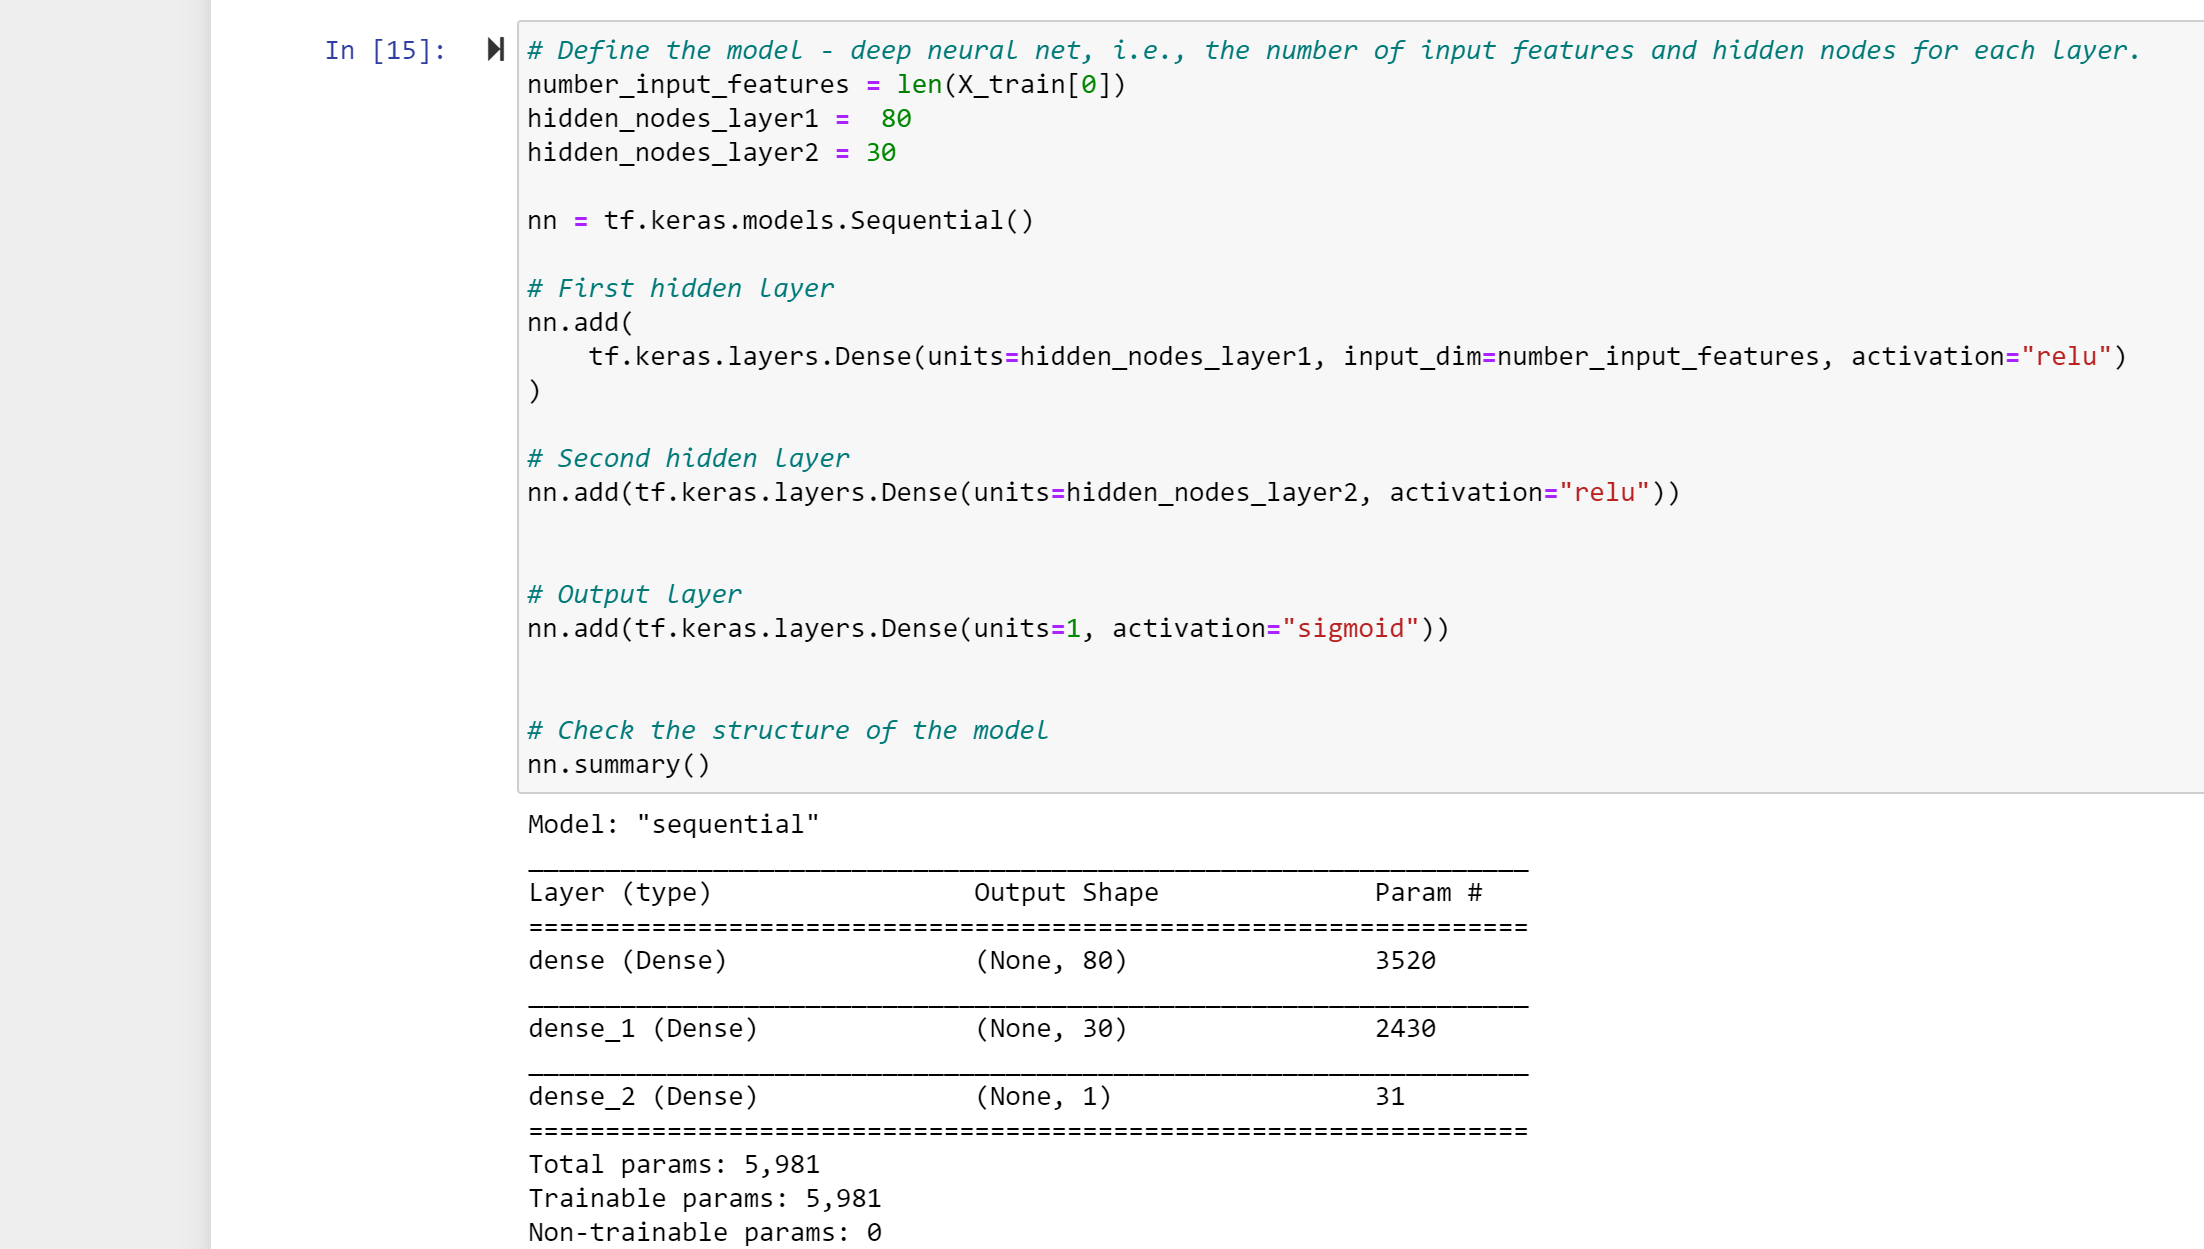 In [15]:
# Define the model - deep neural net, i.e., the number of input features and hidden nodes for each layer.
number_input_features = len(X_train[0])
hidden_nodes_layer1 =  80
hidden_nodes_layer2 = 30
nn = tf.keras.models.Sequential()
# First hidden layer
nn.add(
    tf.keras.layers.Dense(units=hidden_nodes_layer1, input_dim=number_input_features, activation="relu")
)
# Second hidden layer
nn.add(tf.keras.layers.Dense(units=hidden_nodes_layer2, activation="relu"))
# Output layer
nn.add(tf.keras.layers.Dense(units=1, activation="sigmoid"))
# Check the structure of the model
nn.summary()
Model: "sequential"
_________________________________________________________________
Layer (type)                 Output Shape              Param #
=================================================================
dense (Dense)                (None, 80)                3520
_________________________________________________________________
dense_1 (Dense)              (None, 30)                2430
_________________________________________________________________
dense_2 (Dense)              (None, 1)                 31
=================================================================
Total params: 5,981
Trainable params: 5,981
Non-trainable params: 0